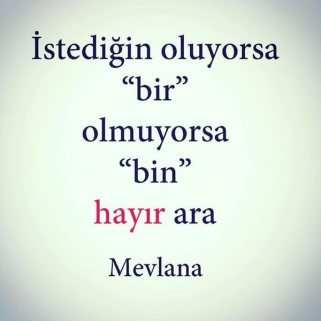 İstediğin oluyorsa
“bir”
olmuyorsa
“bin”
hayır ara
Mevlana